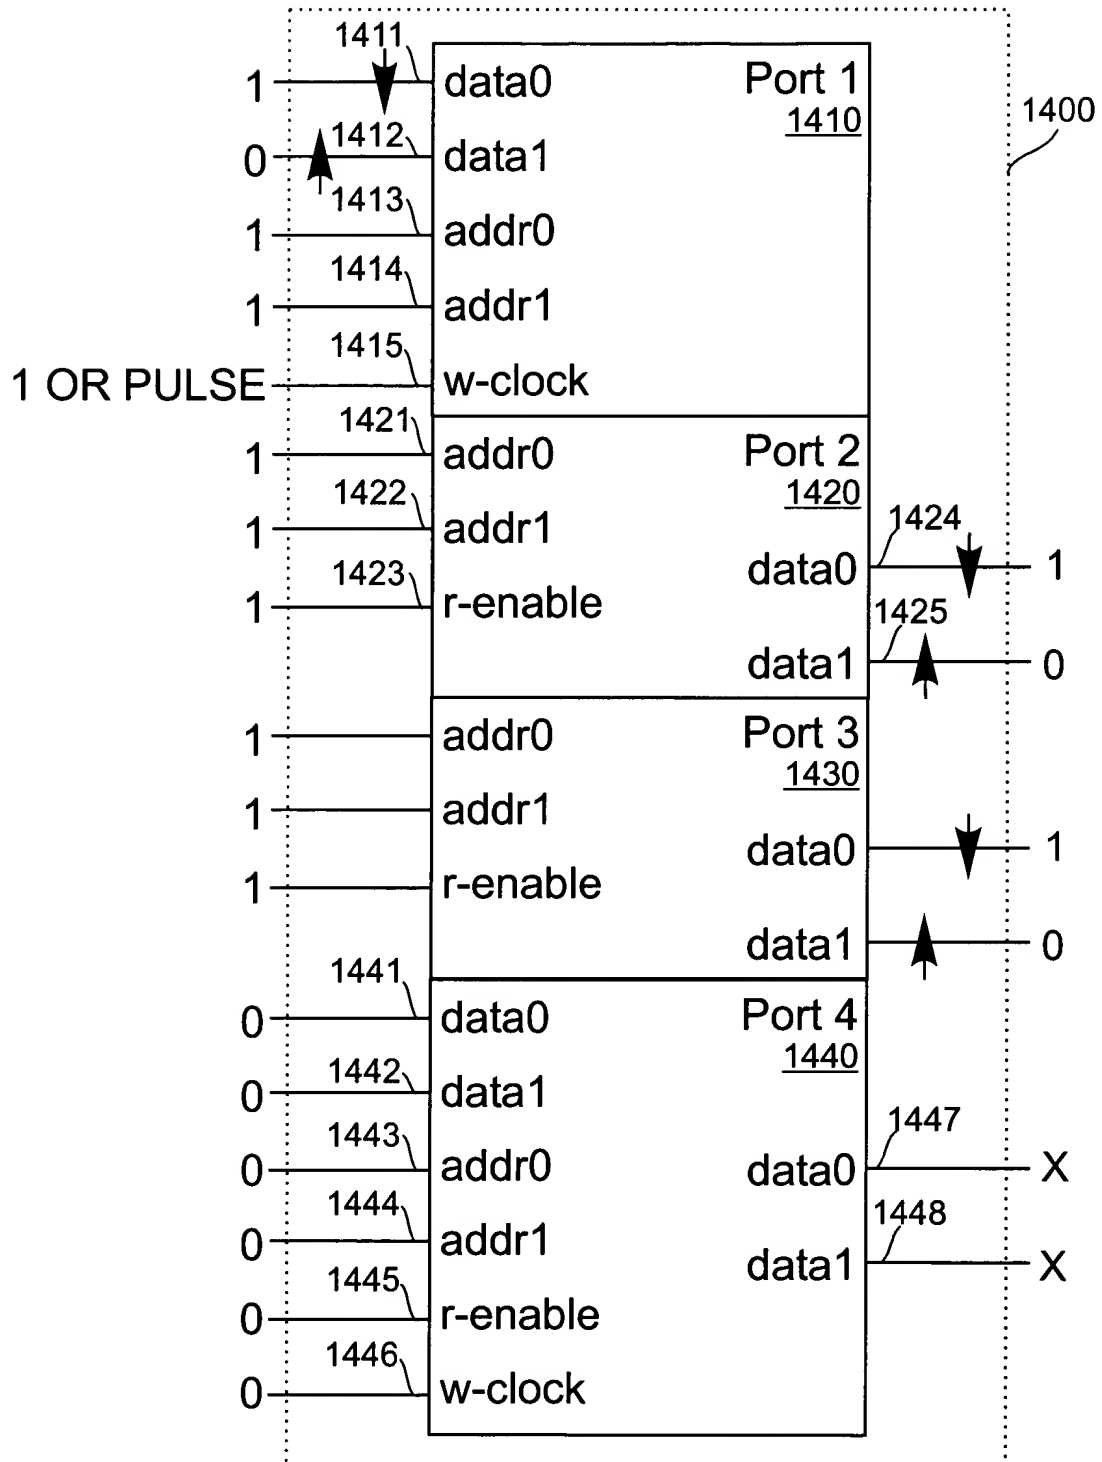 1411
1 data0 Port 1
1410
1400
1412
0 data1
1413
1 addr0
1414
1 addr1
1415
1 OR PULSE w-clock
1421
1 addr0 Port 2
1420
1422
1 addr1
1424
data0 1
1423
1 r-enable
1425
data1 0
1 addr0 Port 3
1430
1 addr1
data0 1
1 r-enable
data1 0
1441
0 data0 Port 4
1440
1442
0 data1
1447
1443
0 addr0 data0 X
1444
0 addr1
1448
data1 X
1445
0 r-enable
1446
0 w-clock